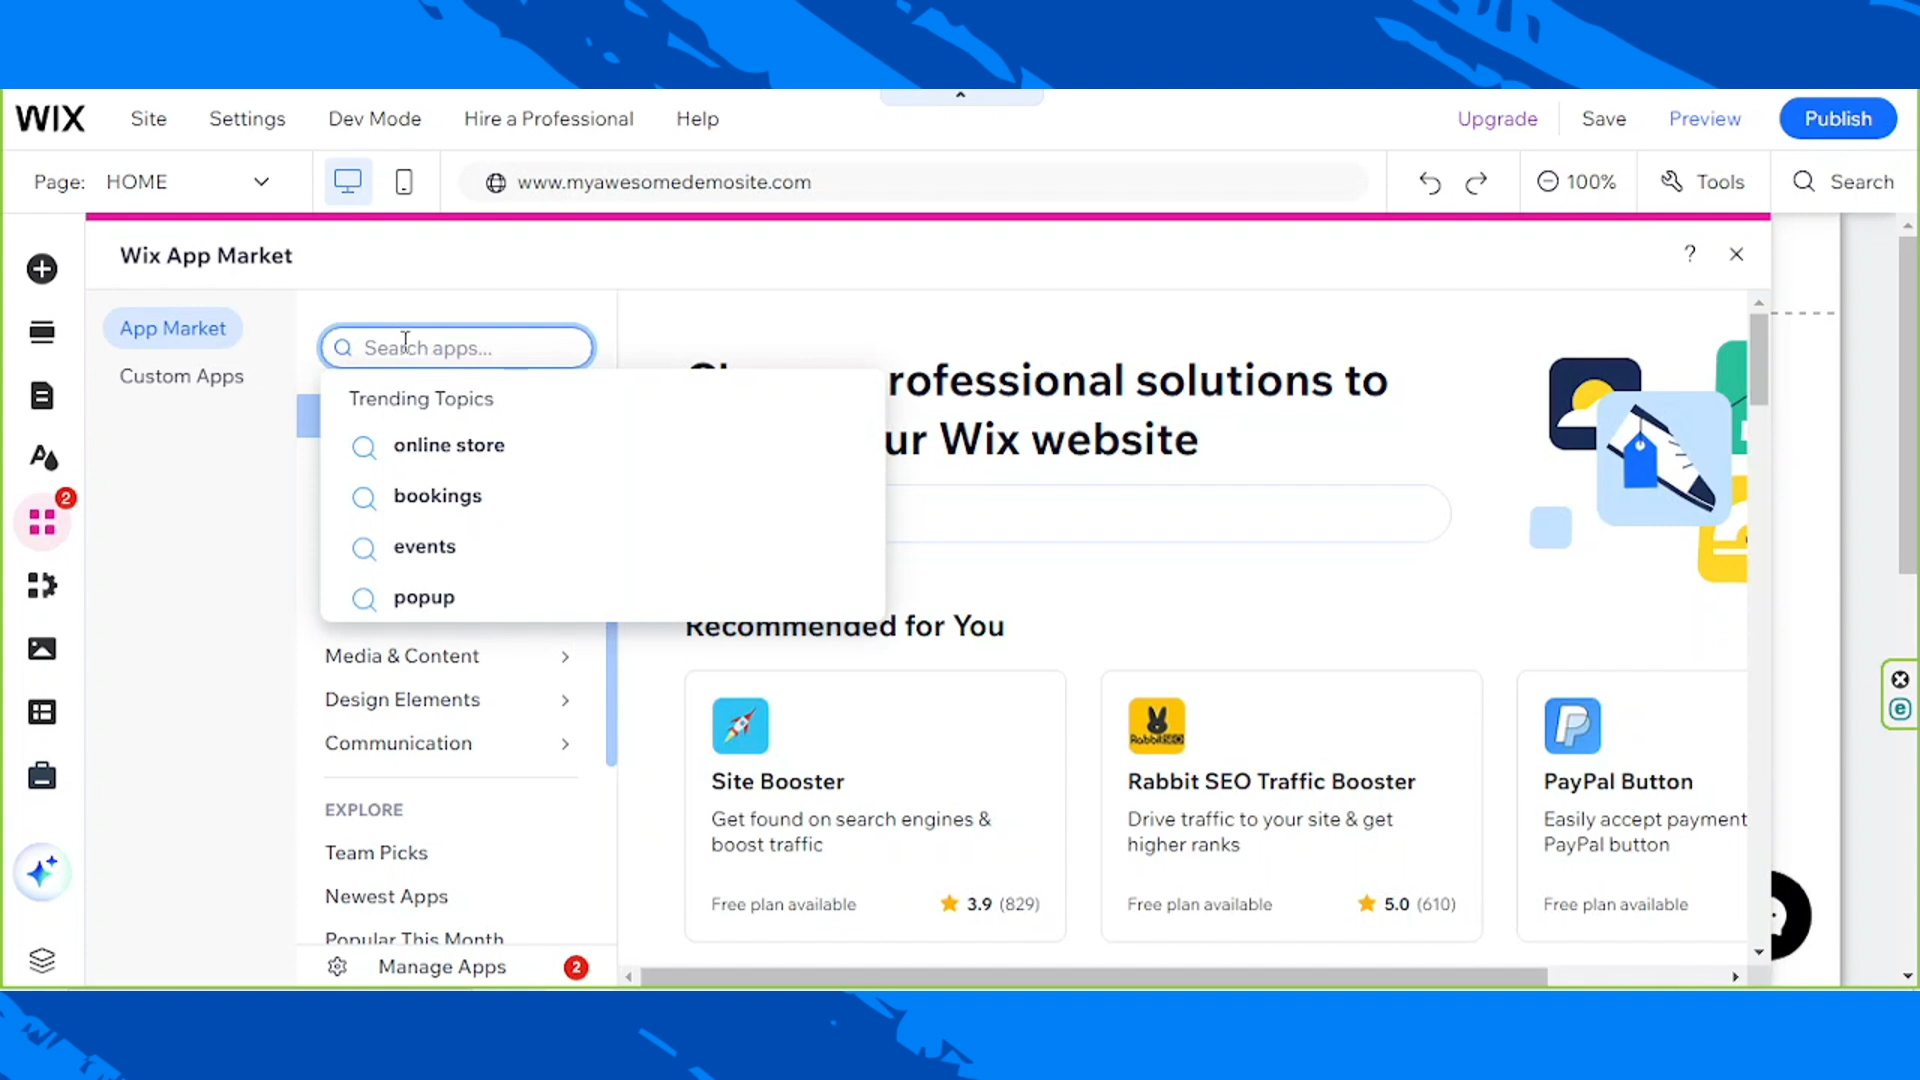 WIX Site Settings Dev Mode Hire a Professional Help Upgrade Save Preview Publish
Page: HOME www.myawesomedemosite.com 100% Tools Search
Wix App Market ?
App Market
Custom Apps
Search apps...
Trending Topics
online store
bookings
events
popup
Media & Content
Design Elements
Communication
EXPLORE
Team Picks
Newest Apps
Popular This Month
Manage Apps 2
2
rofessional solutions to
ur Wix website
Recommended for You
Site Booster
Get found on search engines &
boost traffic
Free plan available 3.9 (829)
RabbitSEO
Rabbit SEO Traffic Booster
Drive traffic to your site & get
higher ranks
Free plan available 5.0 (610)
PayPal Button
Easily accept payment
PayPal button
Free plan available